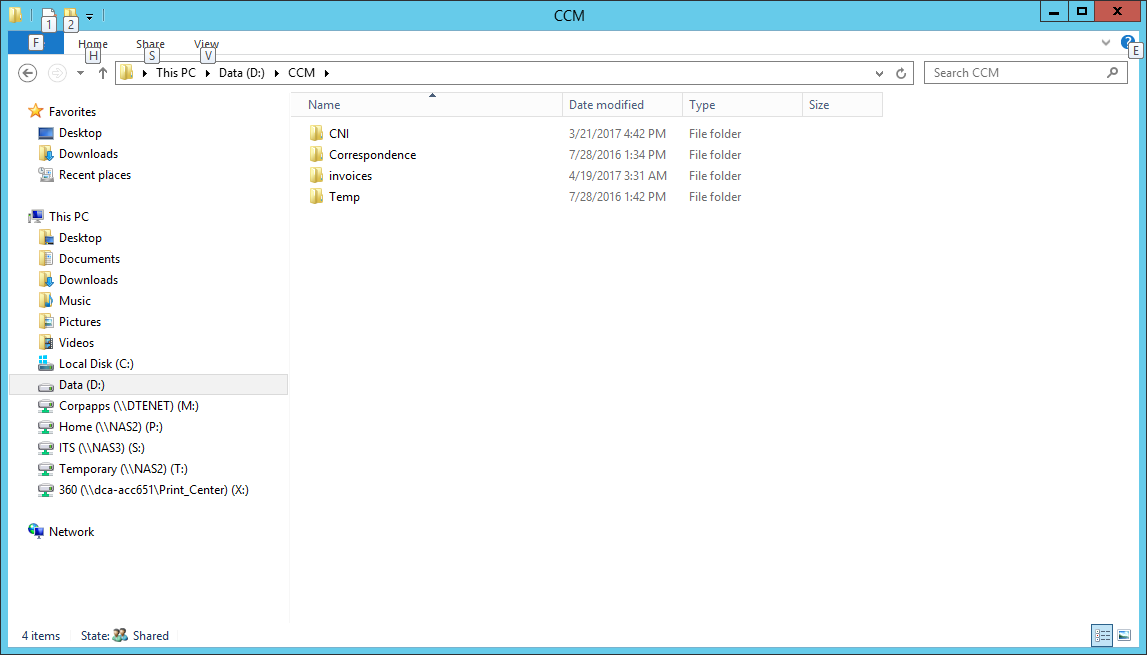 1 2 CCM
F Home Share View
H S V E
This PC Data (D:) CCM Search CCM
Name Date modified Type Size
CNI 3/21/2017 4:42 PM File folder
Correspondence 7/28/2016 1:34 PM File folder
invoices 4/19/2017 3:31 AM File folder
Temp 7/28/2016 1:42 PM File folder
Favorites
Desktop
Downloads
Recent places
This PC
Desktop
Documents
Downloads
Music
Pictures
Videos
Local Disk (C:)
Data (D:)
Corpapps (\\DTENET) (M:)
Home (\\NAS2) (P:)
ITS (\\NAS3) (S:)
Temporary (\\NAS2) (T:)
360 (\\dca-acc651\Print_Center) (X:)
Network
4 items State: Shared